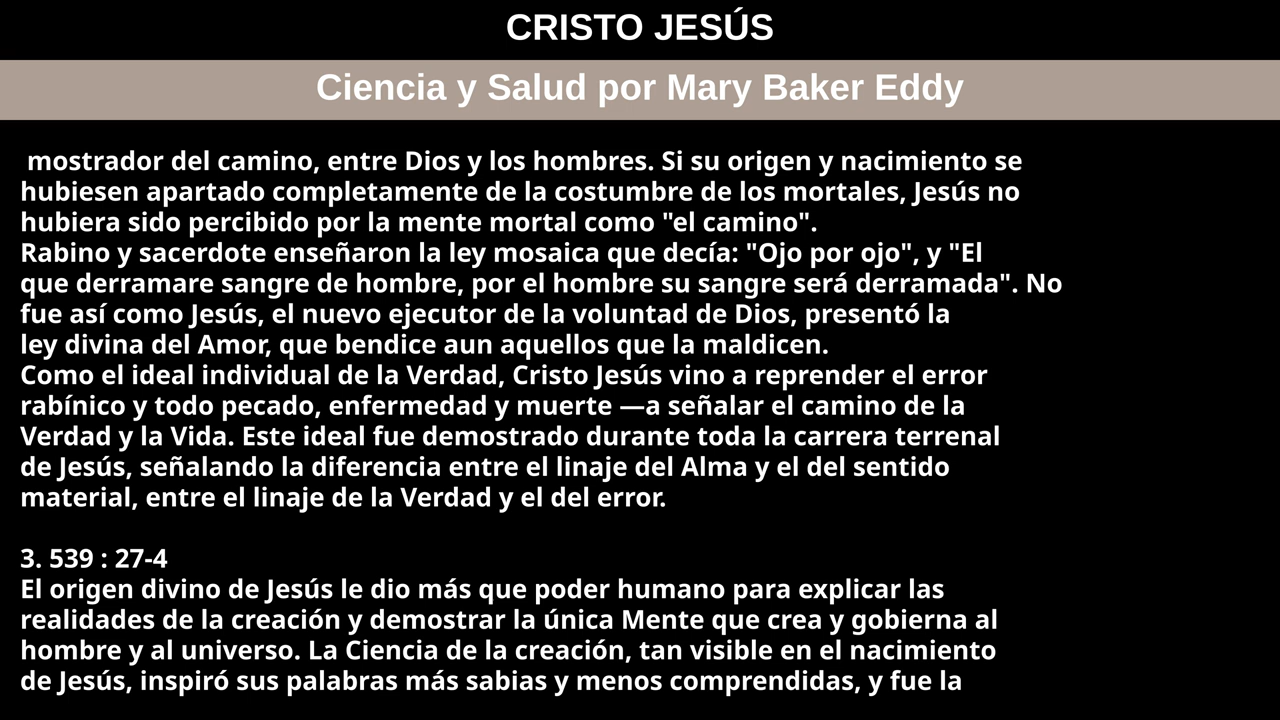 CRISTO JESÚS
Ciencia y Salud por Mary Baker Eddy
mostrador del camino, entre Dios y los hombres. Si su origen y nacimiento se
hubiesen apartado completamente de la costumbre de los mortales, Jesús no
hubiera sido percibido por la mente mortal como "el camino".
Rabino y sacerdote enseñaron la ley mosaica que decía: "Ojo por ojo", y "El
que derramare sangre de hombre, por el hombre su sangre será derramada". No
fue así como Jesús, el nuevo ejecutor de la voluntad de Dios, presentó la
ley divina del Amor, que bendice aun aquellos que la maldicen.
Como el ideal individual de la Verdad, Cristo Jesús vino a reprender el error
rabínico y todo pecado, enfermedad y muerte —a señalar el camino de la
Verdad y la Vida. Este ideal fue demostrado durante toda la carrera terrenal
de Jesús, señalando la diferencia entre el linaje del Alma y el del sentido
material, entre el linaje de la Verdad y el del error.
3. 539 : 27-4
El origen divino de Jesús le dio más que poder humano para explicar las
realidades de la creación y demostrar la única Mente que crea y gobierna al
hombre y al universo. La Ciencia de la creación, tan visible en el nacimiento
de Jesús, inspiró sus palabras más sabias y menos comprendidas, y fue la